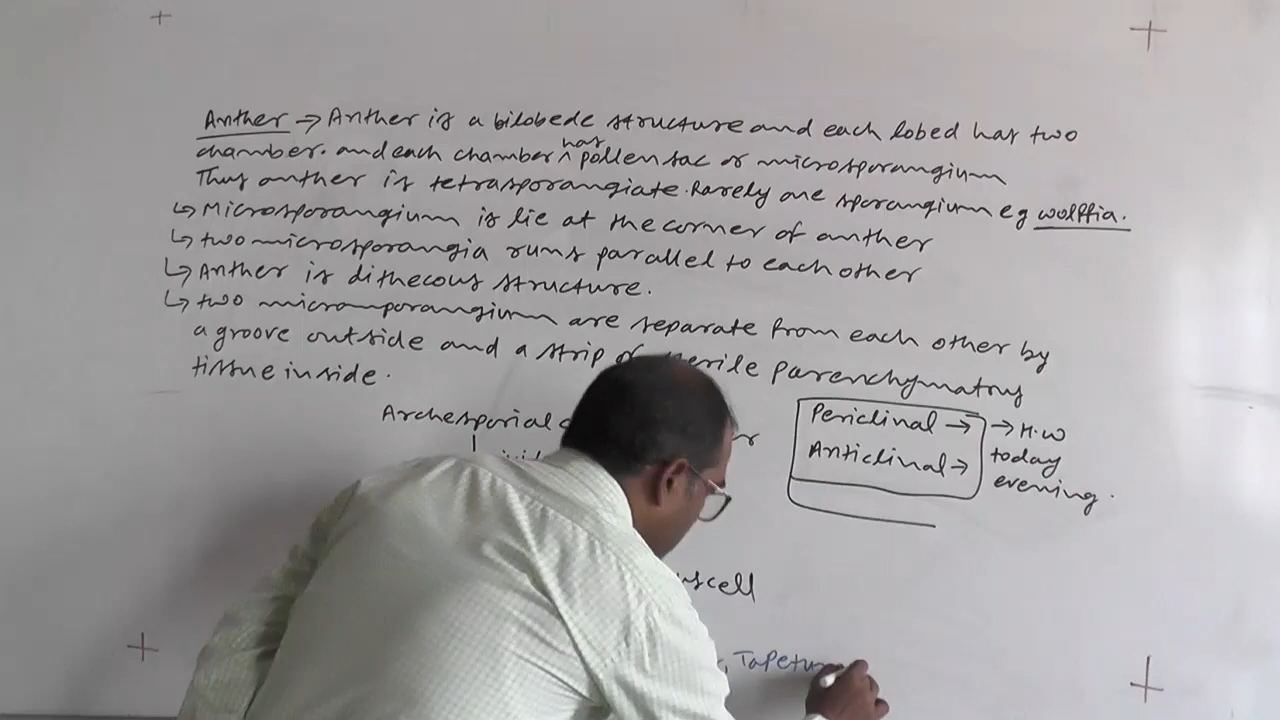 Anther → Anther is a bilobede structure and each lobed has two
chamber. and each chamber ^has pollen sac or microsporangium
Thus anther is tetrasporangiate. Rarely one sporangium eg wolffia.
↳ Microsporangium is lie at the corner of anther
↳ two microsporangia runs parallel to each other
↳ Anther is dithecous structure.
↳ two microsporangium are separate from each other by
a groove outside and a strip of parenchymatous
tissue inside.
Archesporial
Periclinal → → H.W
Anticlinal → today
evening.
cell
Tapetum